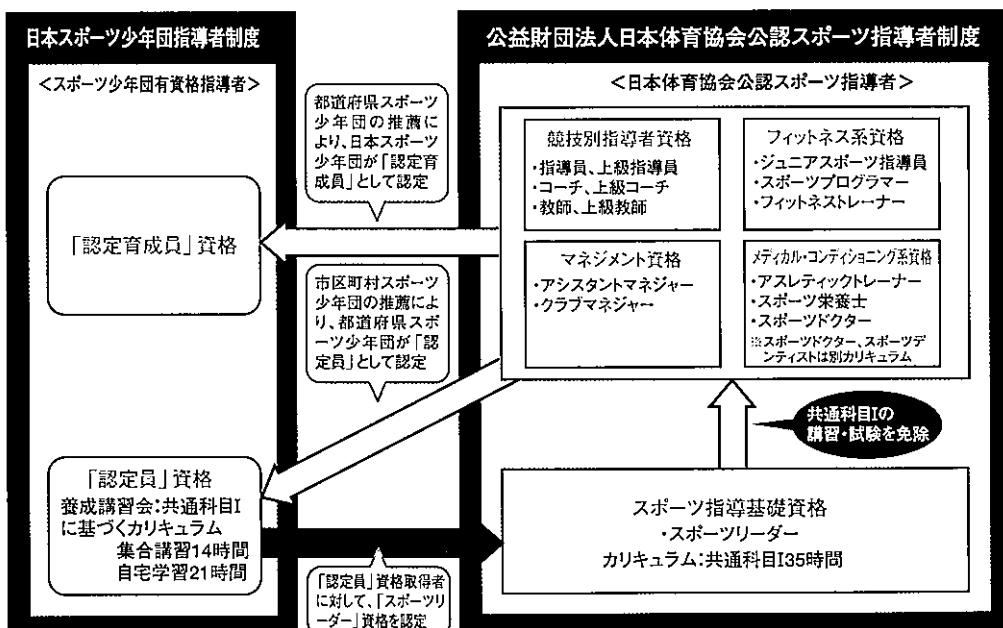 日本スポーツ少年団指導者制度
<スポーツ少年団有資格指導者>
「認定育成員」資格
「認定員」資格
養成講習会:共通科目I
に基づくカリキュラム
集合講習14時間
自宅学習21時間
都道府県スポーツ
少年団の推薦に
より、日本スポーツ
少年団が「認定育
成員」として認定
市区町村スポーツ
少年団の推薦によ
り、都道府県スポ
ーツ少年団が「認
定員」として認定
「認定員」資格取得者
に対して、「スポーツリ
ーダー」資格を認定
公益財団法人日本体育協会公認スポーツ指導者制度
<日本体育協会公認スポーツ指導者>
競技別指導者資格
・指導員、上級指導員
・コーチ、上級コーチ
・教師、上級教師
フィットネス系資格
・ジュニアスポーツ指導員
・スポーツプログラマー
・フィットネストレーナー
マネジメント資格
・アシスタントマネジャー
・クラブマネジャー
メディカル・コンディショニング系資格
・アスレティックトレーナー
・スポーツ栄養士
・スポーツドクター
※スポーツドクター、スポーツデ
ンティストは別カリキュラム
共通科目Iの
講習・試験を免除
スポーツ指導基礎資格
・スポーツリーダー
カリキュラム:共通科目I35時間